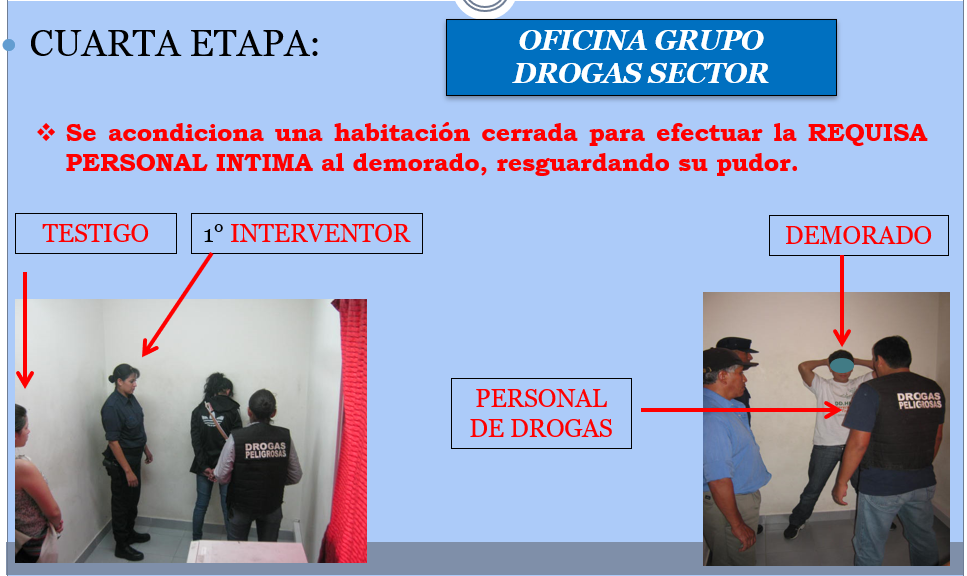 CUARTA ETAPA:
OFICINA GRUPO
DROGAS SECTOR
Se acondiciona una habitación cerrada para efectuar la REQUISA
PERSONAL INTIMA al demorado, resguardando su pudor.
TESTIGO
1° INTERVENTOR
DEMORADO
PERSONAL
DE DROGAS
DROGAS
PELIGROSAS
DROGAS
PELIGROSAS